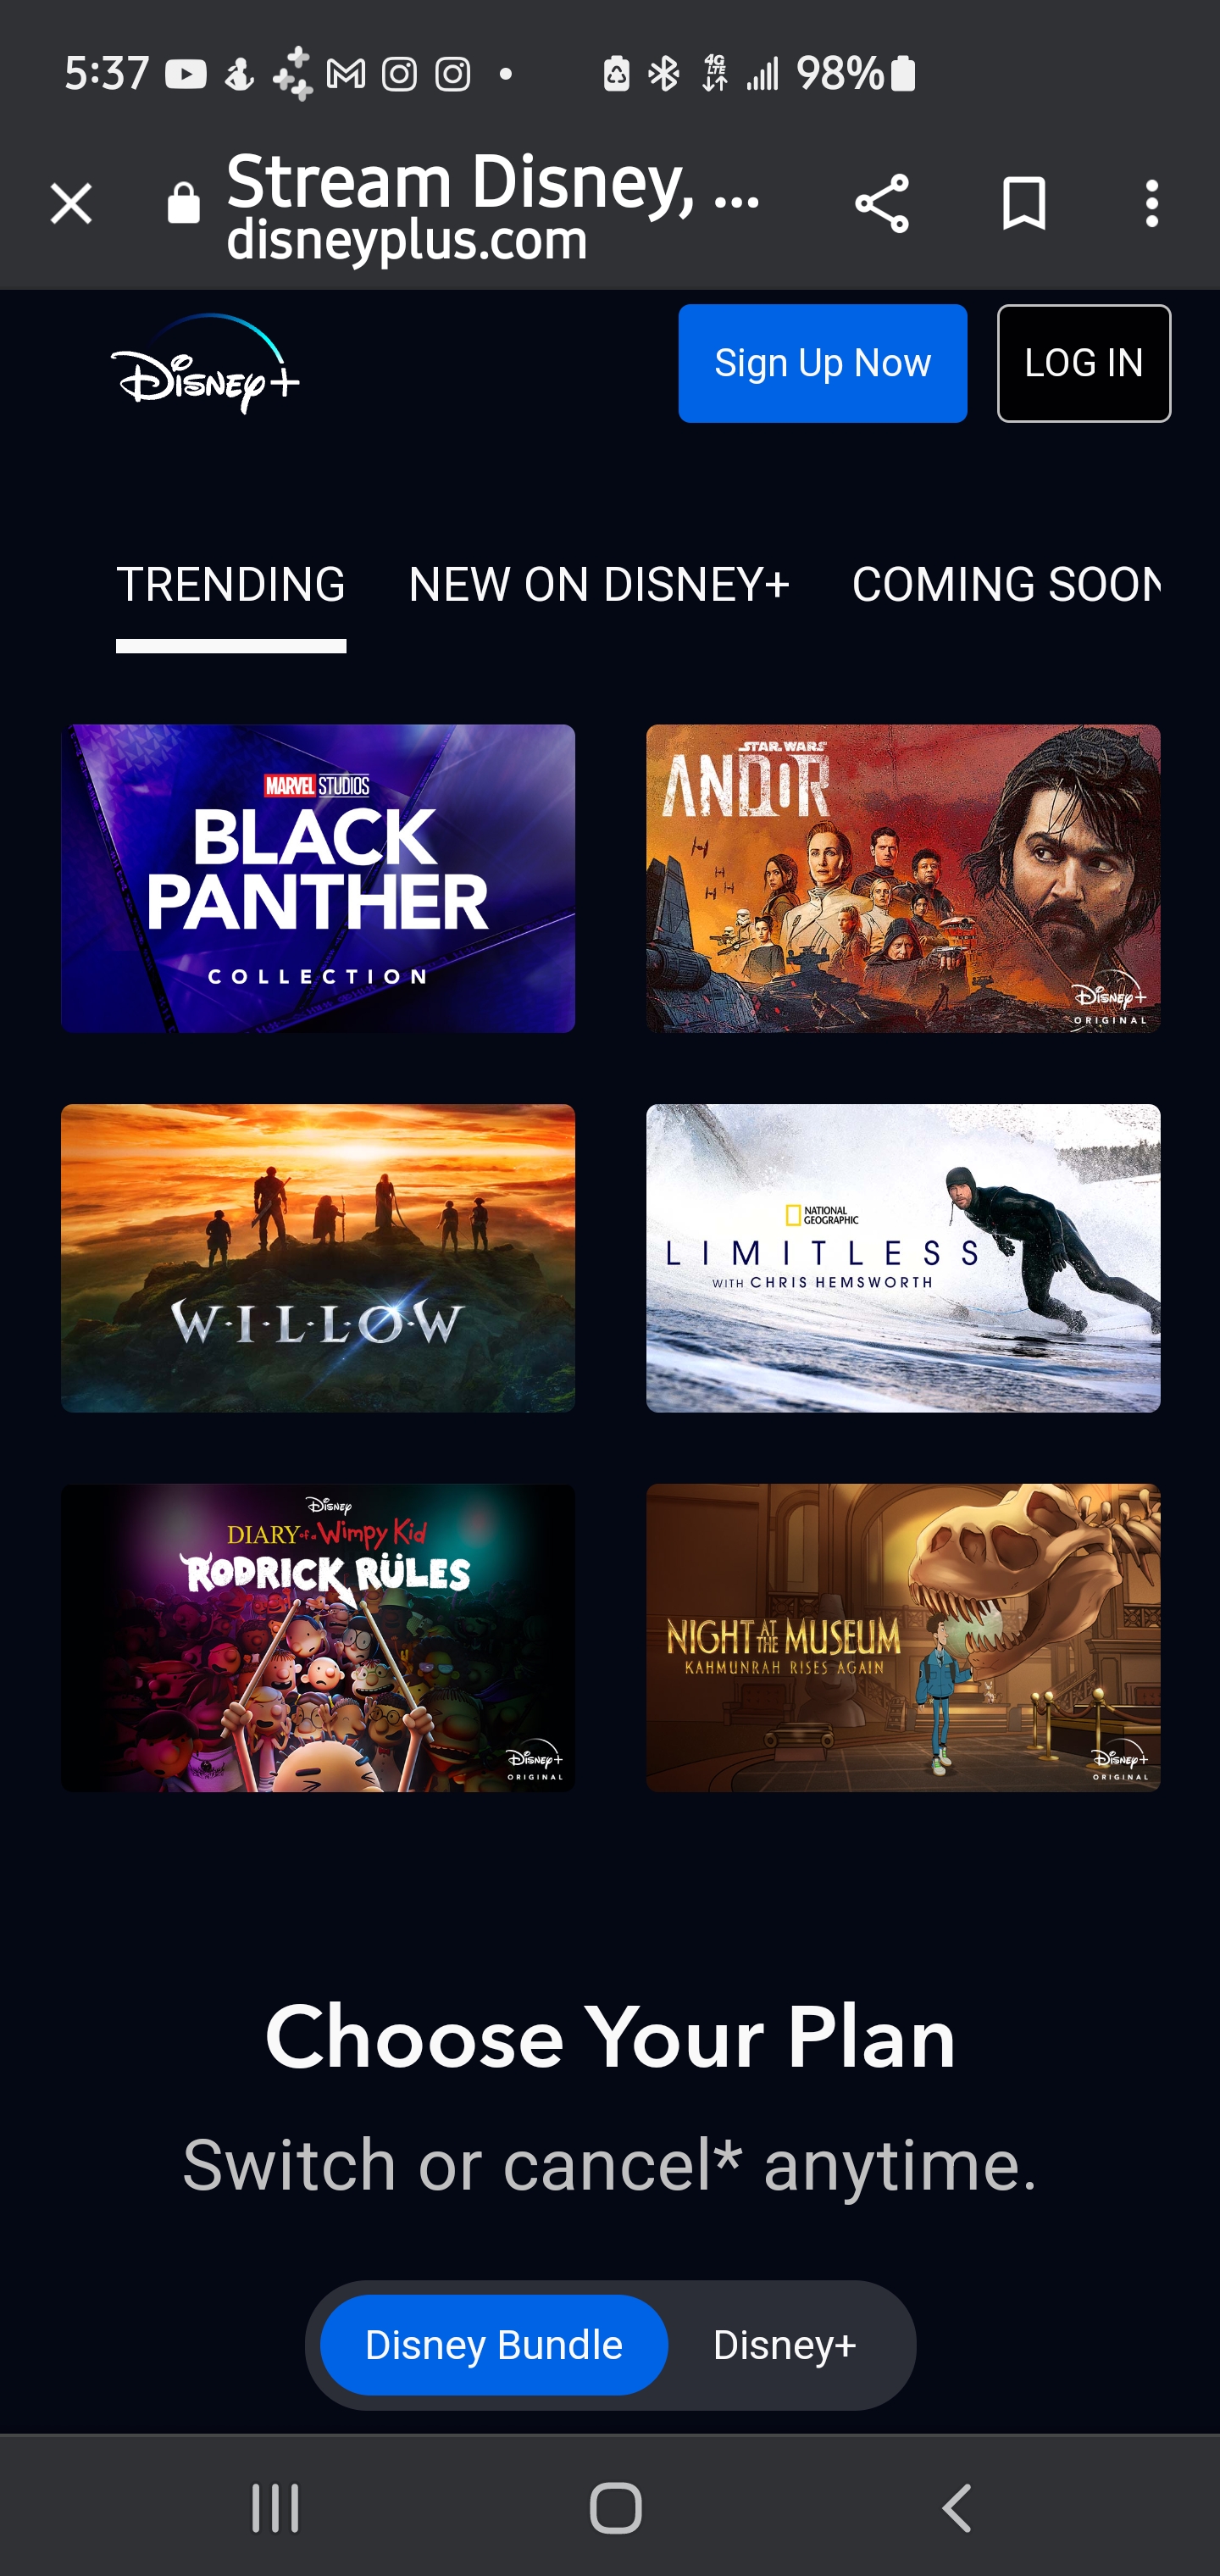 5:37
4G
LTE
98%
Stream Disney, ...
disneyplus.com
Disney+
Sign Up Now
LOG IN
TRENDING
NEW ON DISNEY+
COMING SOON
MARVEL STUDIOS
BLACK
PANTHER
COLLECTION
STAR WARS
ANDOR
Disney+
ORIGINAL
W·I·L·L·O·W
NATIONAL
GEOGRAPHIC
LIMITLESS
WITH CHRIS HEMSWORTH
Disney
DIARY of a Wimpy Kid
RODRICK RÜLES
Disney+
ORIGINAL
NIGHT AT THE MUSEUM
KAHMUNRAH RISES AGAIN
Disney+
ORIGINAL
Choose Your Plan
Switch or cancel* anytime.
Disney Bundle
Disney+